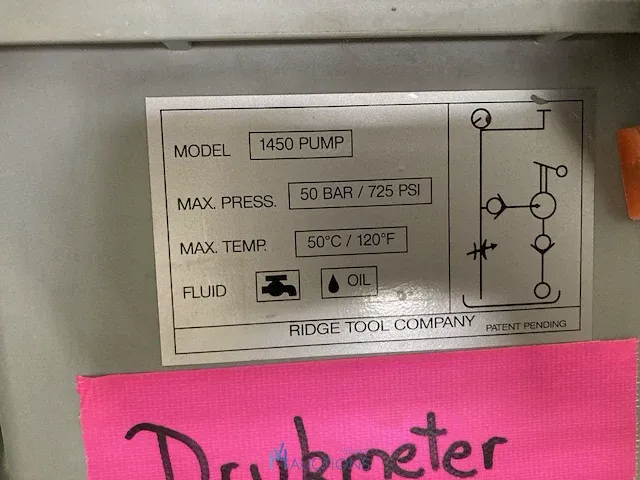 MODEL 1450 PUMP
MAX. PRESS. 50 BAR / 725 PSI
MAX. TEMP. 50°C / 120°F
FLUID OIL
RIDGE TOOL COMPANY PATENT PENDING
Drukmeter